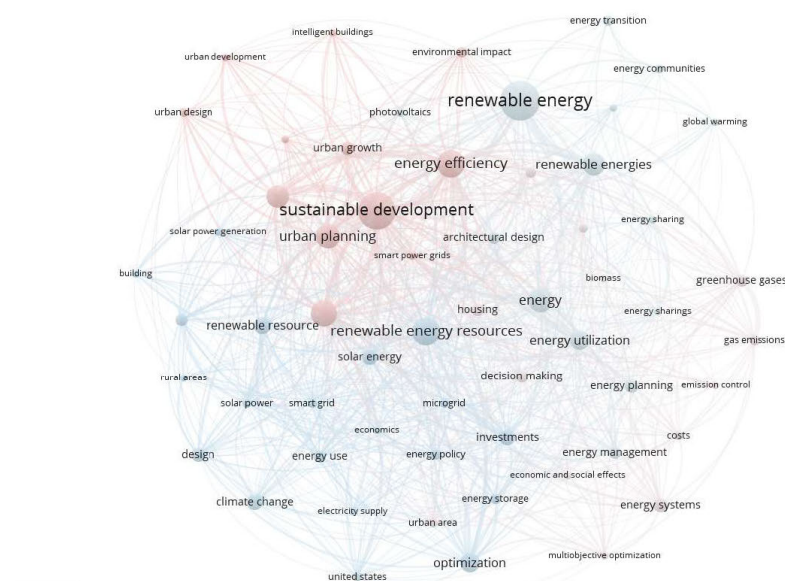 energy transition
intelligent buildings
environmental impact
urban development
energy communities
renewable energy
urban design
photovoltaics
global warming
urban growth
energy efficiency
renewable energies
sustainable development
energy sharing
solar power generation
urban planning
architectural design
smart power grids
building
biomass
greenhouse gases
energy
housing
energy sharings
renewable resource
renewable energy resources
energy utilization
gas emissions
solar energy
rural areas
decision making
energy planning
emission control
solar power
smart grid
microgrid
economics
investments
costs
design
energy use
energy policy
energy management
economic and social effects
climate change
energy storage
energy systems
electricity supply
urban area
multiobjective optimization
optimization
united states